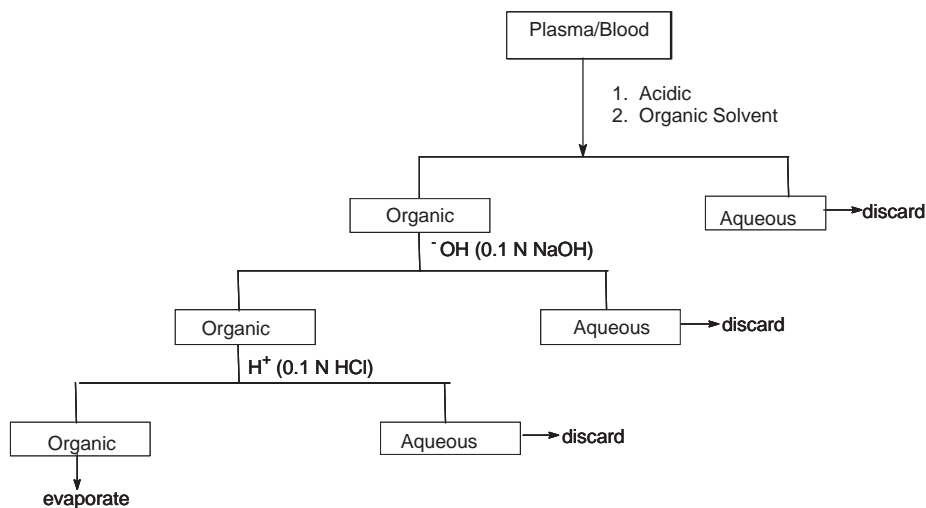 Plasma/Blood
1. Acidic
2. Organic Solvent
Organic
Aqueous
discard
-OH (0.1 N NaOH)
Organic
Aqueous
discard
H+ (0.1 N HCl)
Organic
Aqueous
discard
evaporate